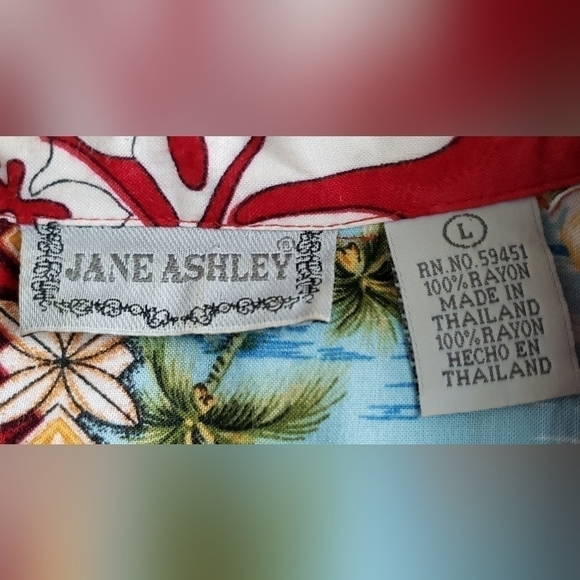 JANE ASHLEY®
L
RN.NO.59451
100% RAYON
MADE IN
THAILAND
100% RAYON
HECHO EN
THAILAND